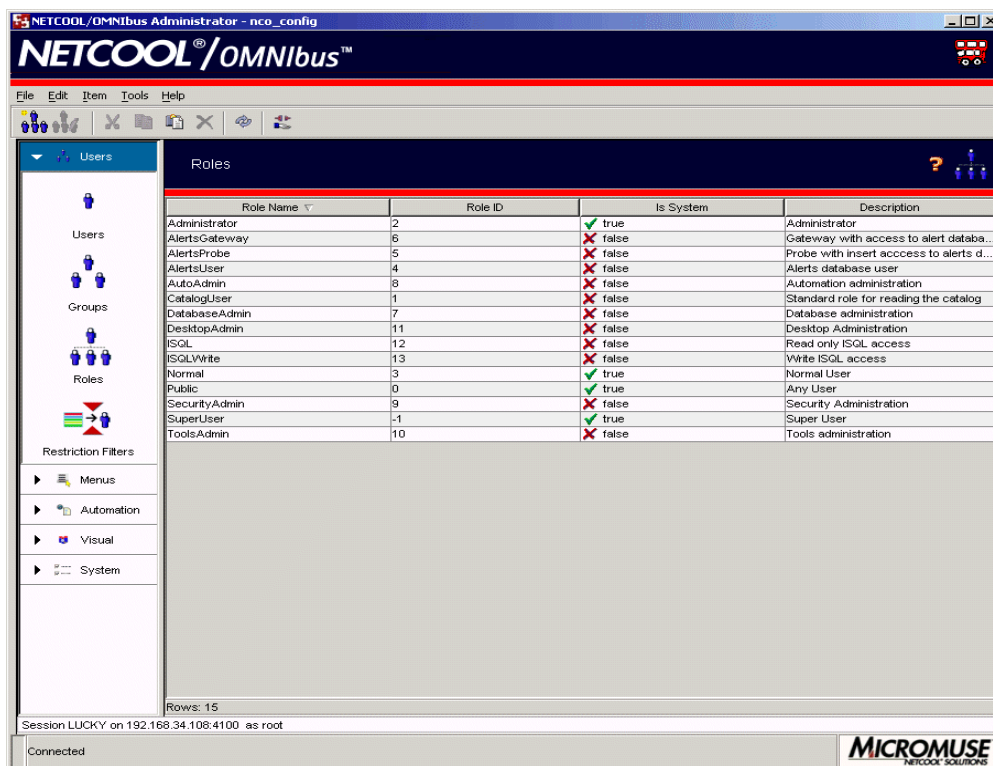 NETCOOL/OMNIbus Administrator - nco_config
NETCOOL®/OMNIbus™
File Edit Item Tools Help
Users
Roles
?
Users
Groups
Roles
Restriction Filters
Menus
Automation
Visual
System
Role Name Role ID Is System Description
Administrator 2 true Administrator
AlertsGateway 6 false Gateway with access to alert databa...
AlertsProbe 5 false Probe with insert acccess to alerts d...
AlertsUser 4 false Alerts database user
AutoAdmin 8 false Automation administration
CatalogUser 1 false Standard role for reading the catalog
DatabaseAdmin 7 false Database administration
DesktopAdmin 11 false Desktop Administration
ISQL 12 false Read only ISQL access
ISQLWrite 13 false Write ISQL access
Normal 3 true Normal User
Public 0 true Any User
SecurityAdmin 9 false Security Administration
SuperUser -1 true Super User
ToolsAdmin 10 false Tools administration
Rows: 15
Session LUCKY on 192.168.34.108:4100 as root
Connected
MICROMUSE
NETCOOL® SOLUTIONS